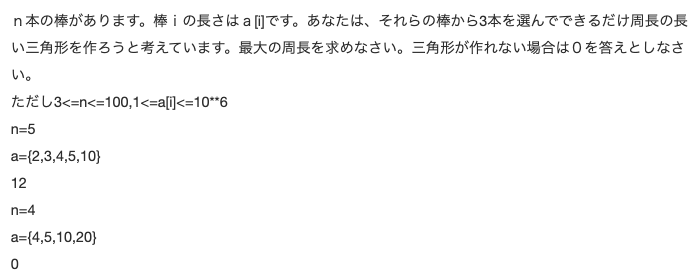 ｎ本の棒があります。棒ｉの長さはａ[i]です。あなたは、それらの棒から3本を選んでできるだけ周長の長
い三角形を作ろうと考えています。最大の周長を求めなさい。三角形が作れない場合は０を答えとしなさ
い。
ただし3<=n<=100,1<=a[i]<=10**6
n=5
a={2,3,4,5,10}
12
n=4
a={4,5,10,20}
0